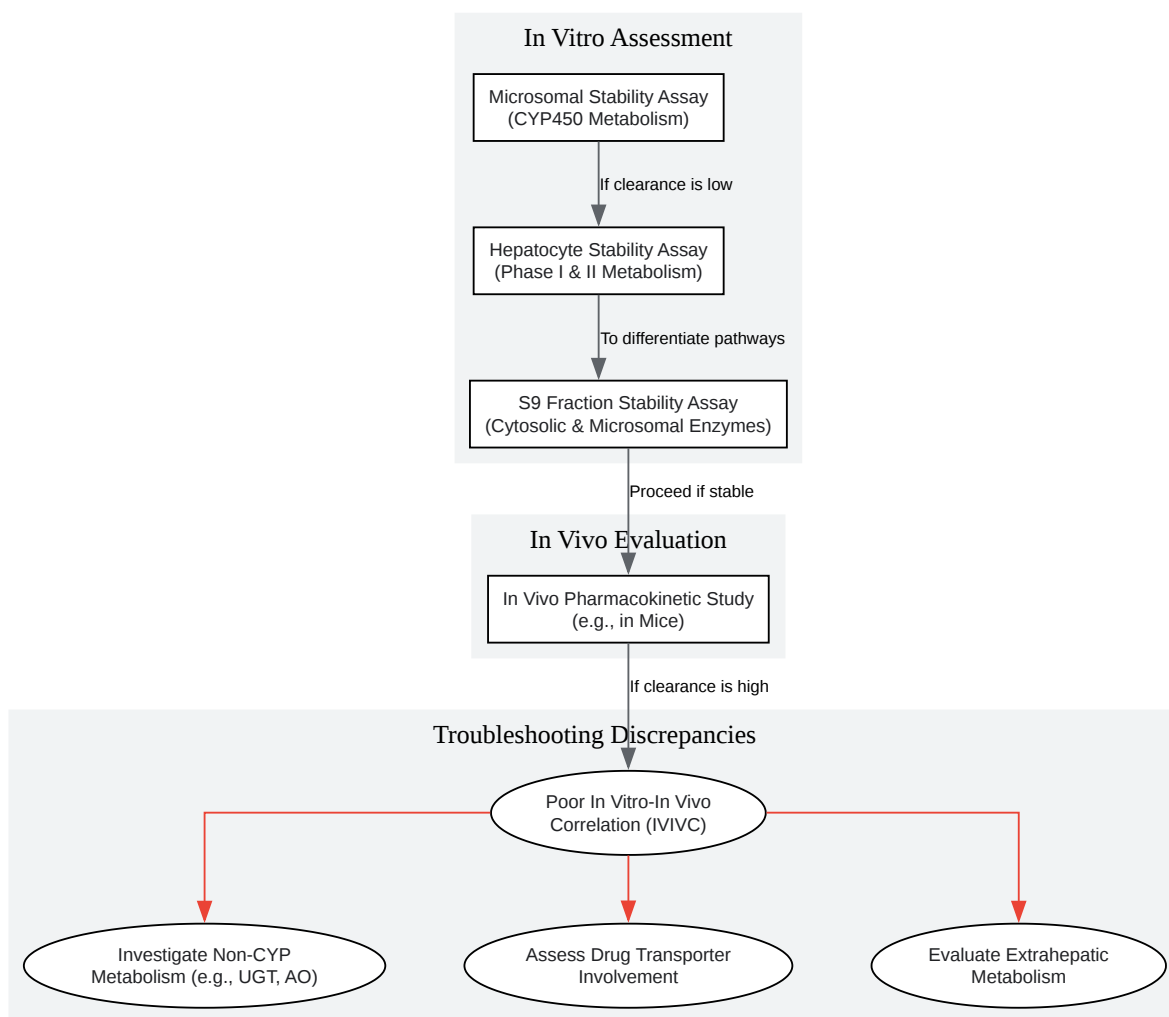 In Vitro Assessment
Microsomal Stability Assay
(CYP450 Metabolism)
If clearance is low
Hepatocyte Stability Assay
(Phase I & II Metabolism)
To differentiate pathways
S9 Fraction Stability Assay
(Cytosolic & Microsomal Enzymes)
Proceed if stable
In Vivo Evaluation
In Vivo Pharmacokinetic Study
(e.g., in Mice)
If clearance is high
Troubleshooting Discrepancies
Poor In Vitro-In Vivo
Correlation (IVIVC)
Investigate Non-CYP
Metabolism (e.g., UGT, AO)
Assess Drug Transporter
Involvement
Evaluate Extrahepatic
Metabolism